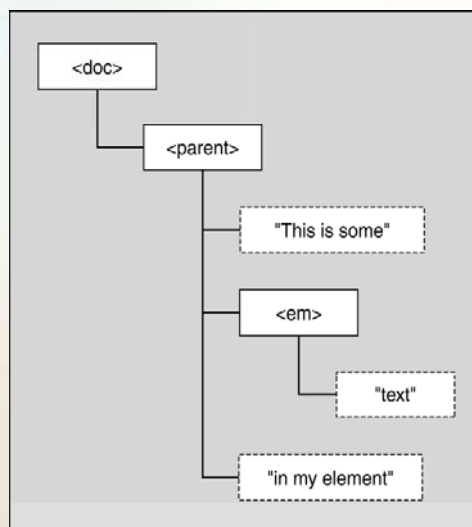 <doc>
<parent>
"This is some"
<em>
"text"
"in my element"